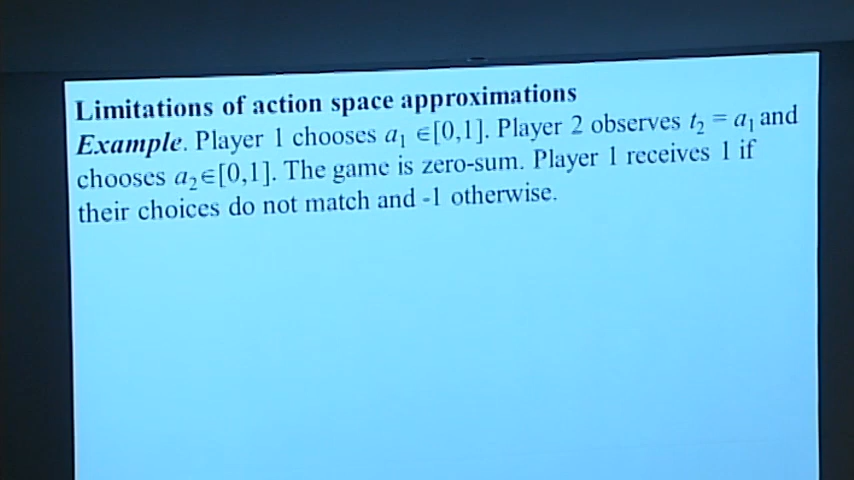 Limitations of action space approximations
Example. Player 1 chooses a₁ ∈[0,1]. Player 2 observes t₂ = a₁ and
chooses a₂∈[0,1]. The game is zero-sum. Player 1 receives 1 if
their choices do not match and -1 otherwise.